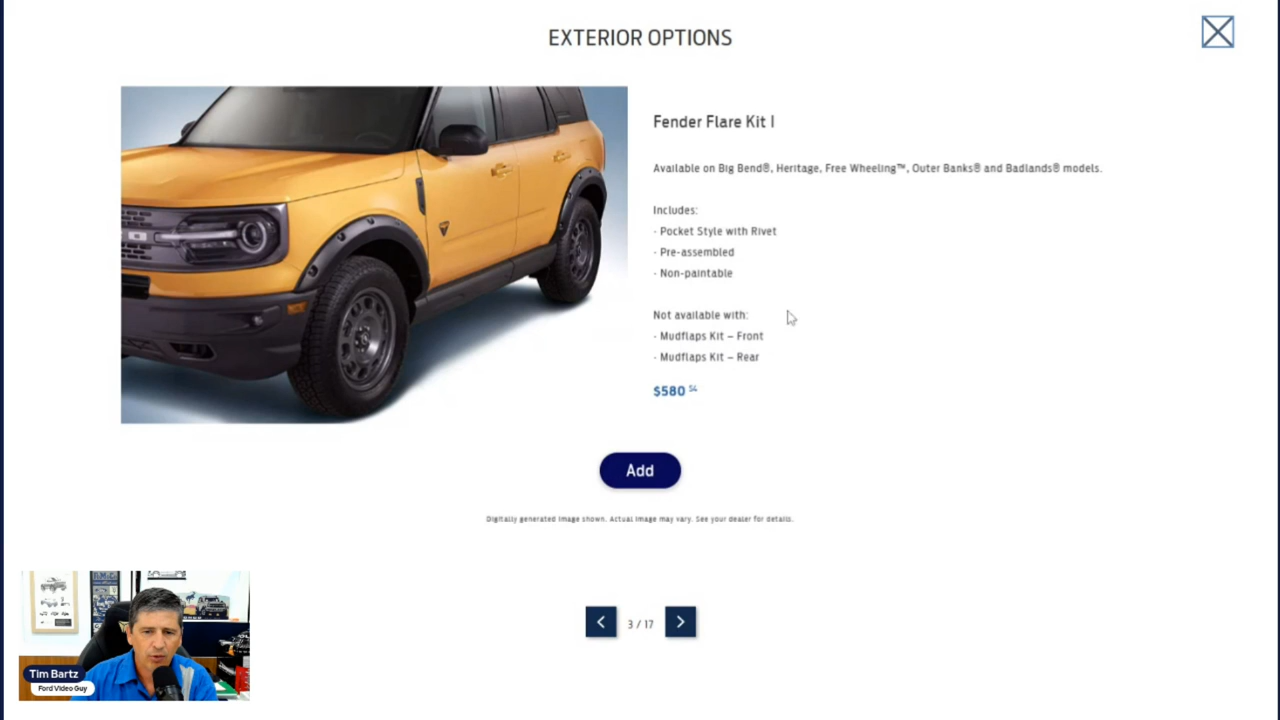 EXTERIOR OPTIONS
Fender Flare Kit I
Available on Big Bend®, Heritage, Free Wheeling™, Outer Banks® and Badlands® models.
Includes:
· Pocket Style with Rivet
· Pre-assembled
· Non-paintable
Not available with:
· Mudflaps Kit – Front
· Mudflaps Kit – Rear
$580 54
Add
Digitally generated image shown. Actual image may vary. See your dealer for details.
3 / 17
Tim Bartz
Ford Video Guy